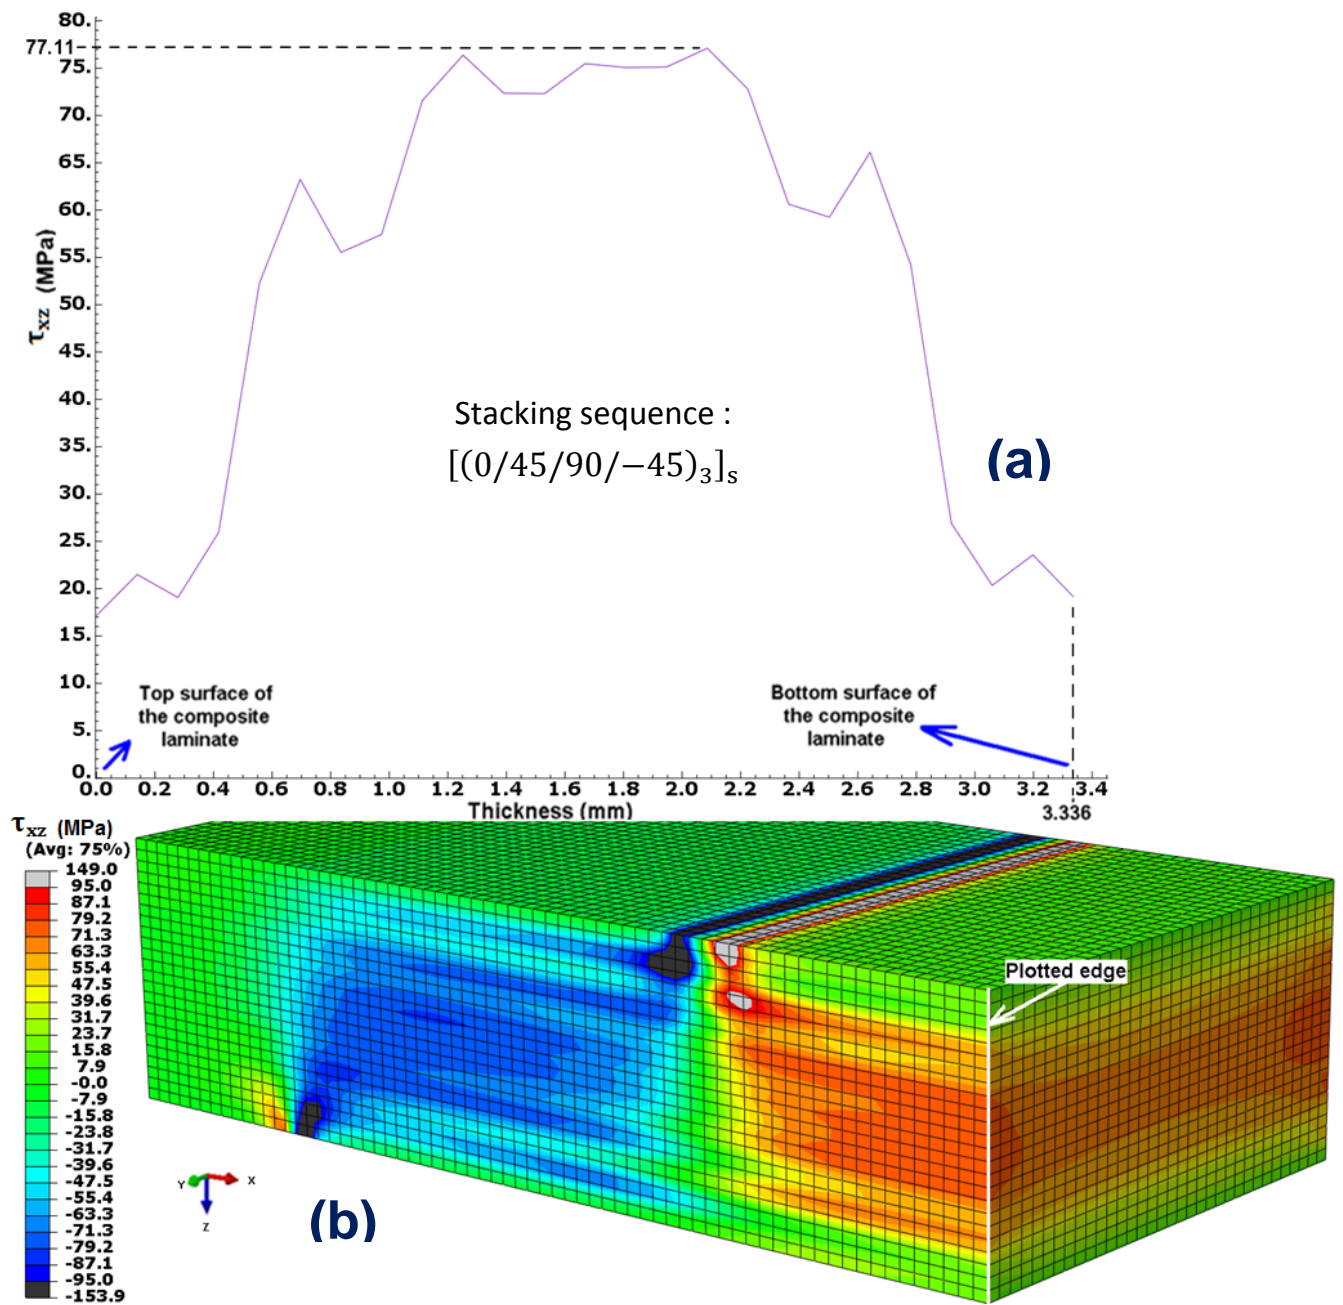 80.
77.11
75.
70.
65.
60.
55.
50.
45.
40.
35.
30.
25.
20.
15.
10.
5.
0.
τxz (MPa)
Stacking sequence :
[(0/45/90/−45)₃]ₛ
(a)
Top surface of
the composite
laminate
Bottom surface of
the composite
laminate
0.0 0.2 0.4 0.6 0.8 1.0 1.2 1.4 1.6 1.8 2.0 2.2 2.4 2.6 2.8 3.0 3.2 3.4
Thickness (mm)
3.336
τxz (MPa)
(Avg: 75%)
149.0
95.0
87.1
79.2
71.3
63.3
55.4
47.5
39.6
31.7
23.7
15.8
7.9
-0.0
-7.9
-15.8
-23.8
-31.7
-39.6
-47.5
-55.4
-63.3
-71.3
-79.2
-87.1
-95.0
-153.9
Plotted edge
Y
X
Z
(b)